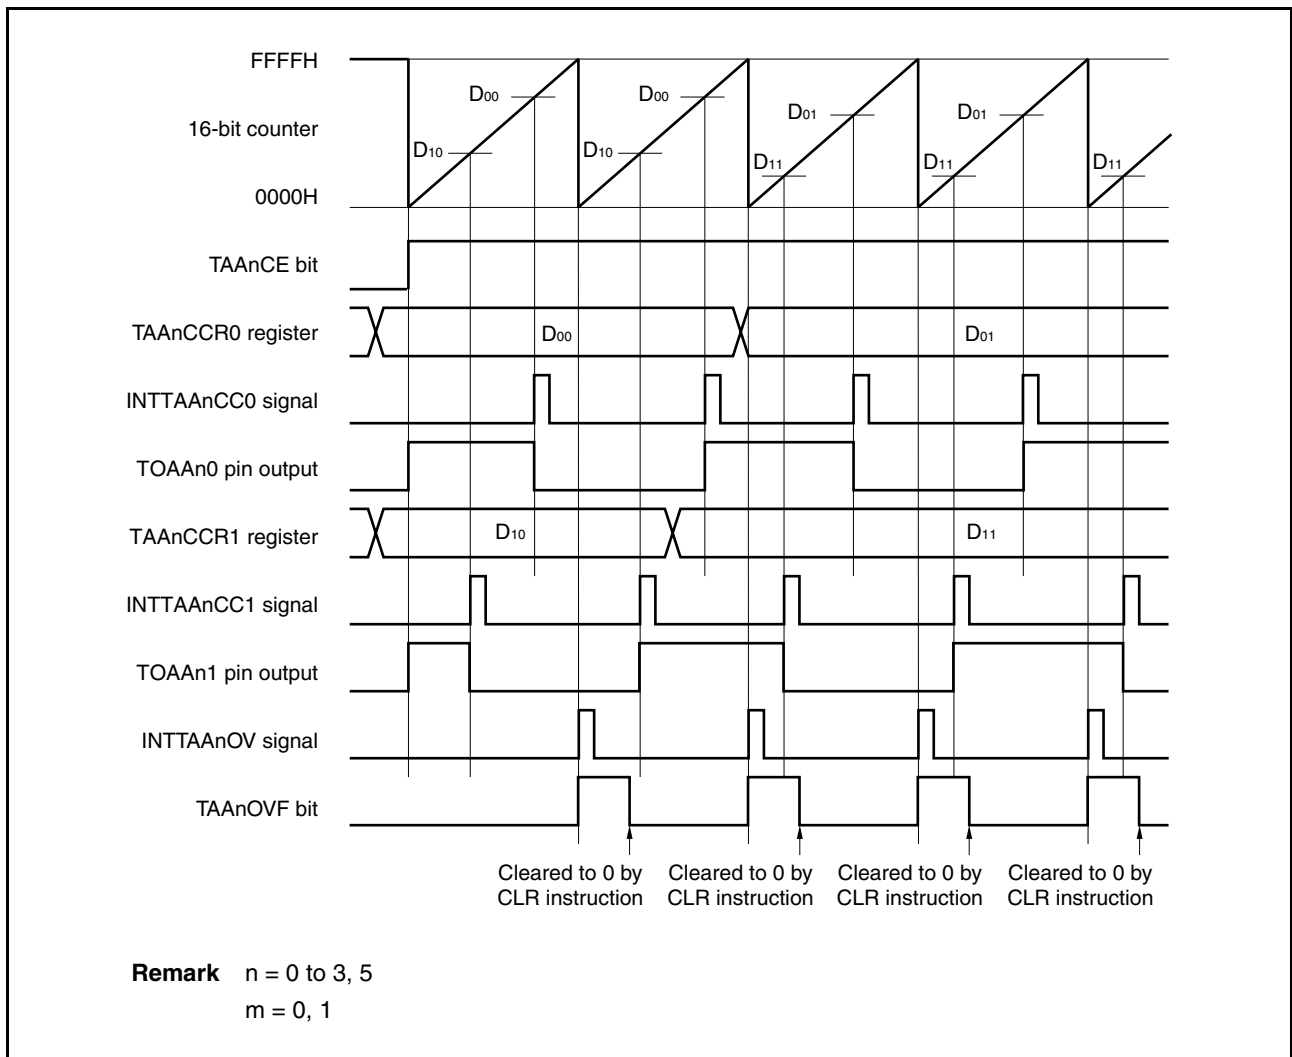 FFFFH
D00
D00
D01
D01
16-bit counter
D10
D10
D11
D11
D11
0000H
TAAnCE bit
TAAnCCR0 register
D00
D01
INTTAAnCC0 signal
TOAAn0 pin output
TAAnCCR1 register
D10
D11
INTTAAnCC1 signal
TOAAn1 pin output
INTTAAnOV signal
TAAnOVF bit
Cleared to 0 by
CLR instruction
Cleared to 0 by
CLR instruction
Cleared to 0 by
CLR instruction
Cleared to 0 by
CLR instruction
Remark n = 0 to 3, 5
m = 0, 1